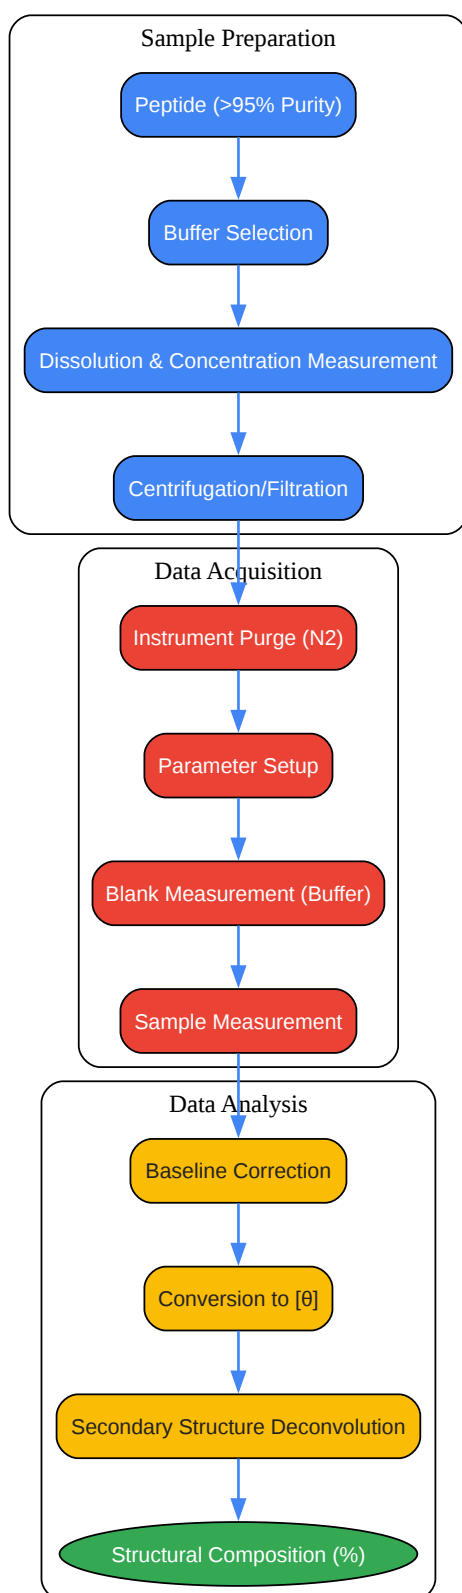 Sample Preparation
Peptide (>95% Purity)
Buffer Selection
Dissolution & Concentration Measurement
Centrifugation/Filtration
Data Acquisition
Instrument Purge (N2)
Parameter Setup
Blank Measurement (Buffer)
Sample Measurement
Data Analysis
Baseline Correction
Conversion to [θ]
Secondary Structure Deconvolution
Structural Composition (%)